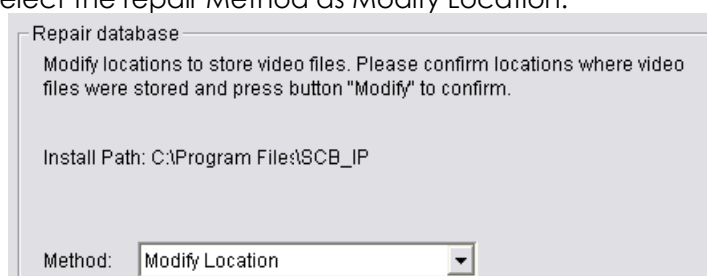 elect the repair Method as Modify Location.
Repair database
Modify locations to store video files. Please confirm locations where video
files were stored and press button "Modify" to confirm.
Install Path: C:\Program Files\SCB_IP
Method: Modify Location